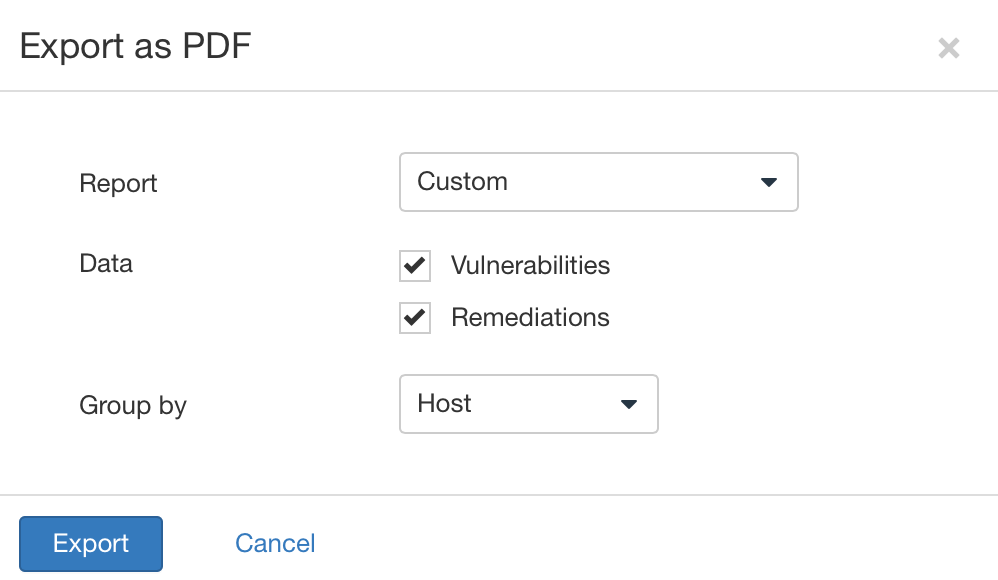 Export as PDF
Report
Custom
Data
Vulnerabilities
Remediations
Group by
Host
Export
Cancel